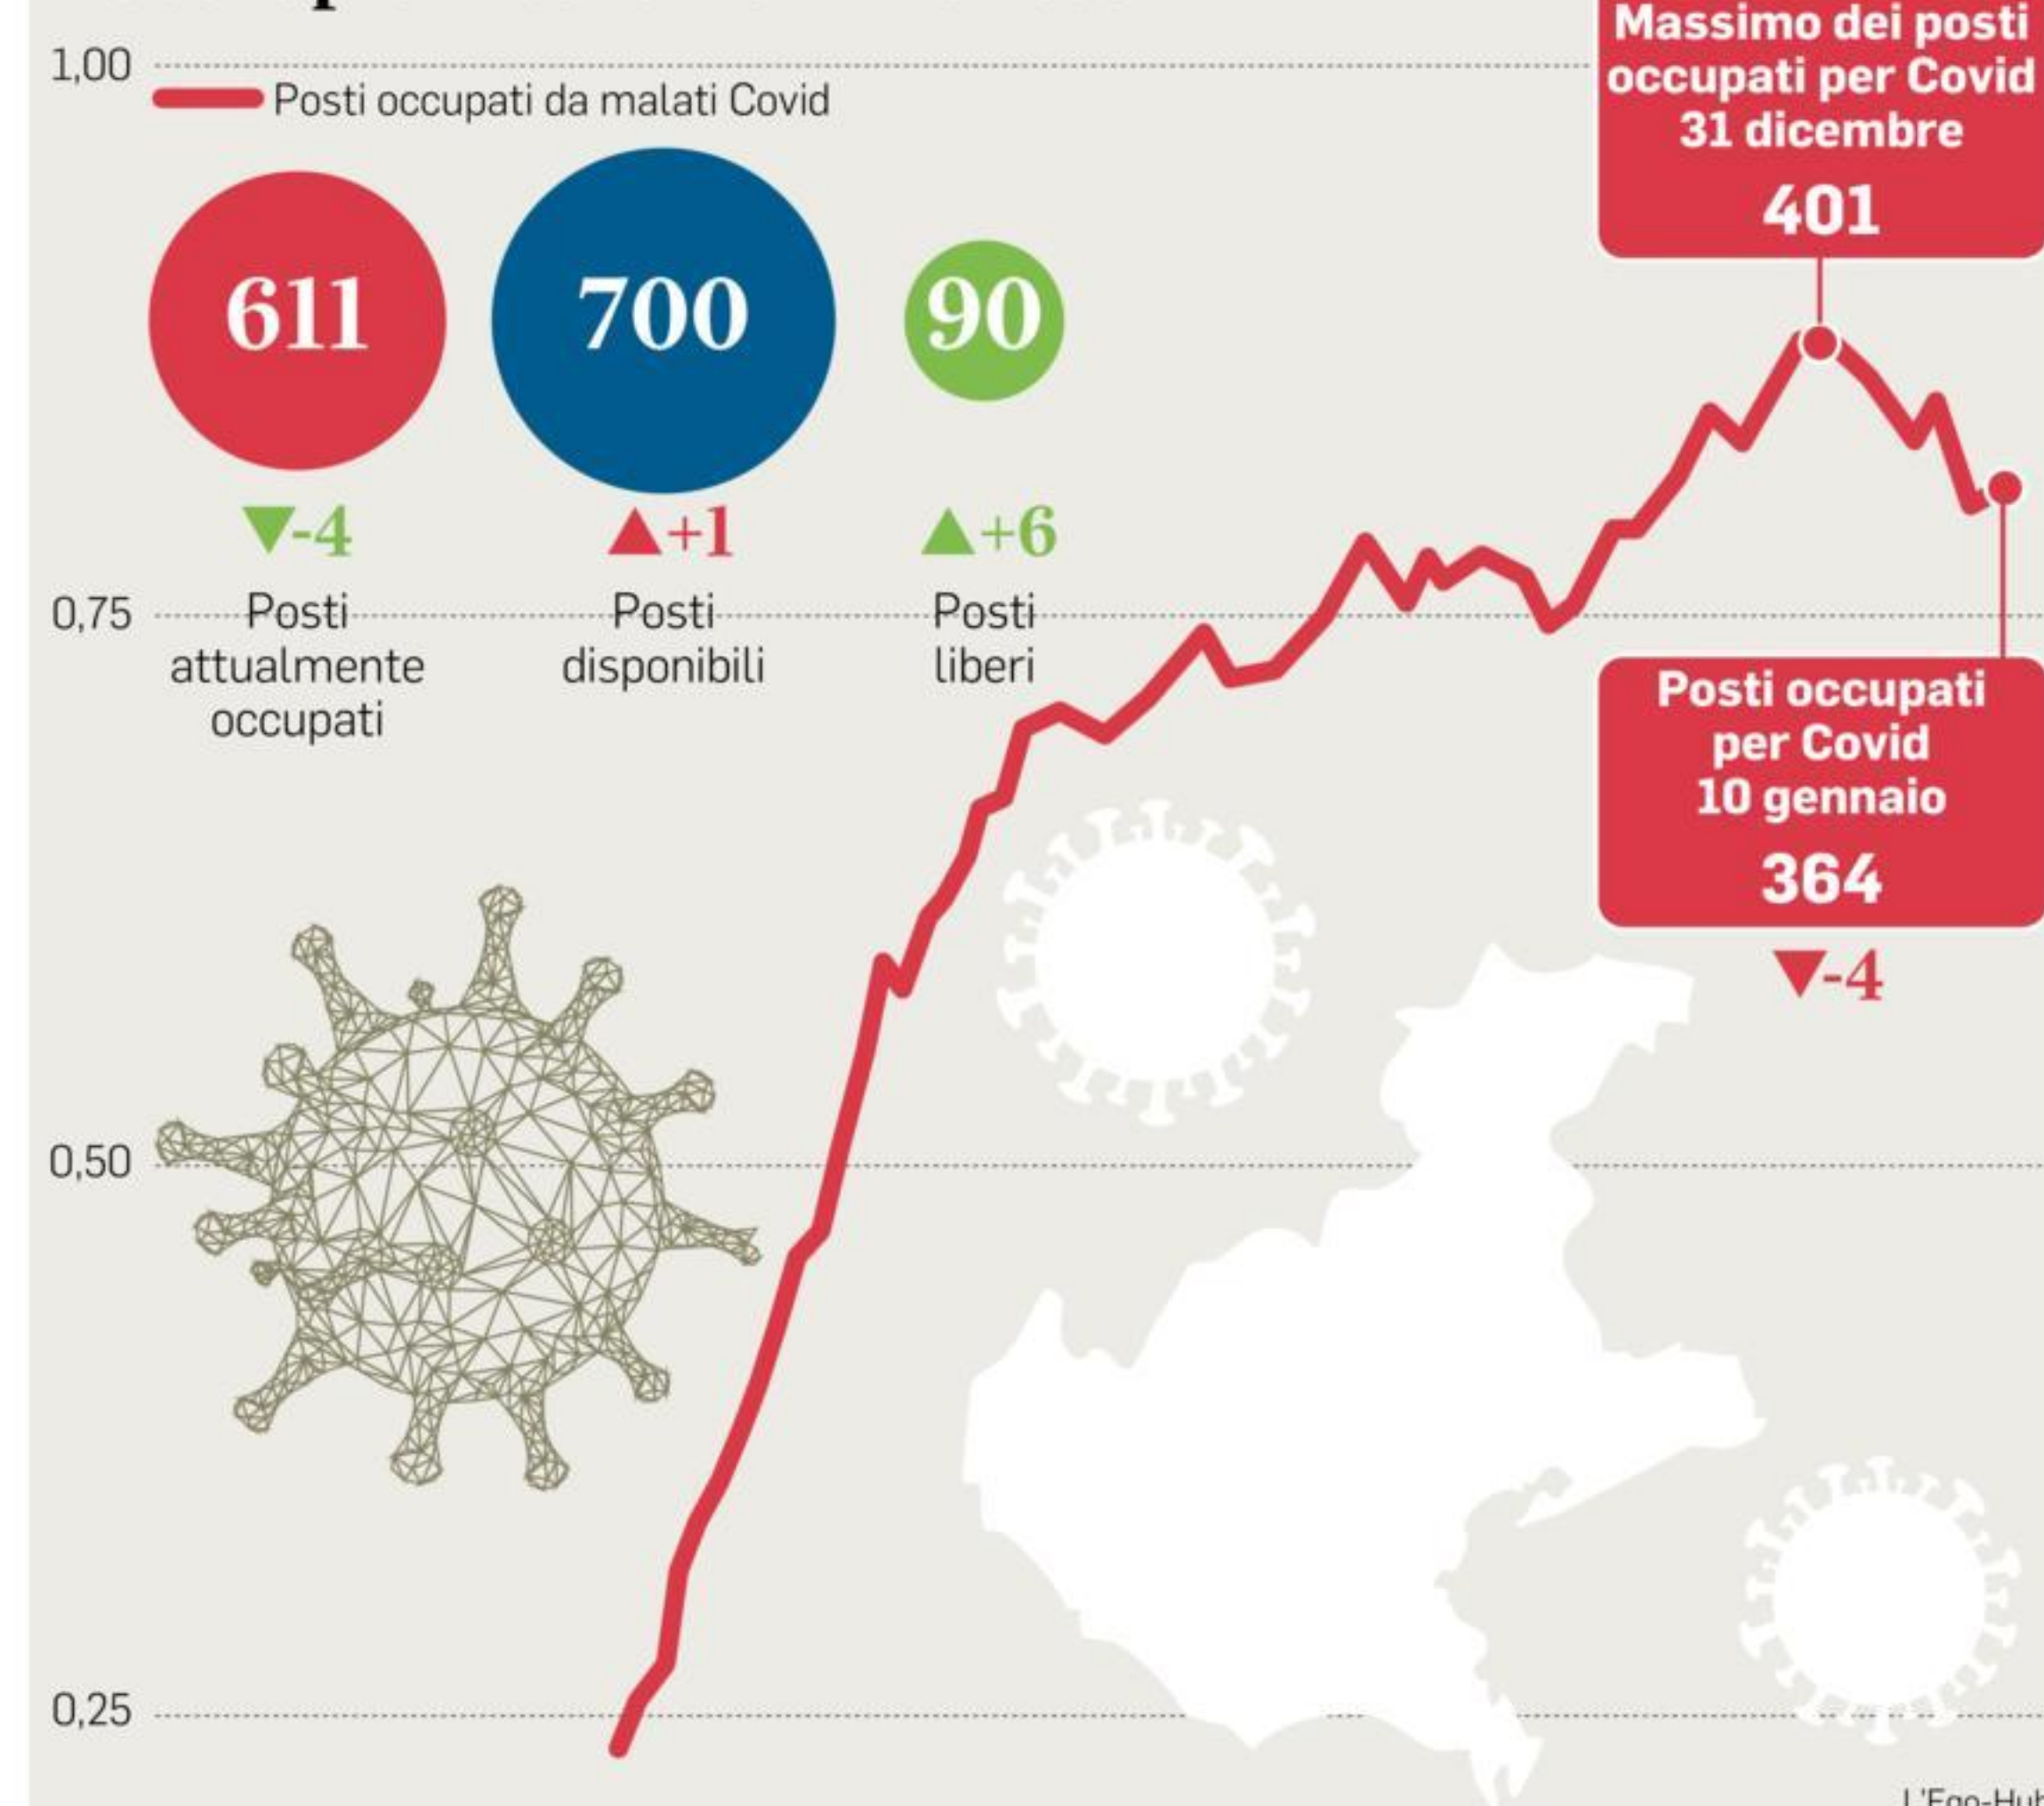 1,00
Posti occupati da malati Covid
Massimo dei posti
occupati per Covid
31 dicembre
401
611
700
90
▼-4
▲+1
▲+6
0,75
Posti
attualmente
occupati
Posti
disponibili
Posti
liberi
Posti occupati
per Covid
10 gennaio
364
▼-4
0,50
0,25